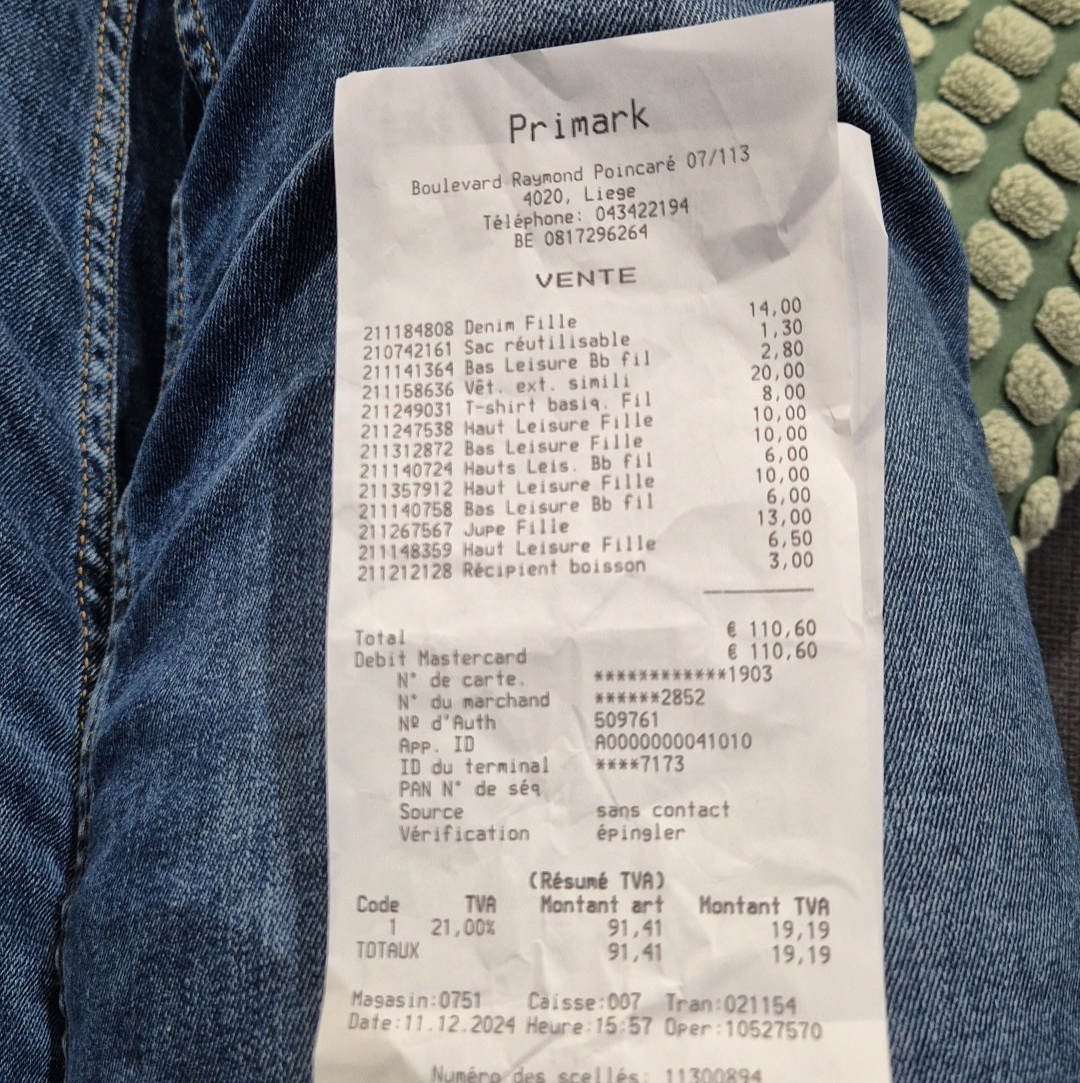 Primark
Boulevard Raymond Poincaré 07/113
4020, Liege
Téléphone: 043422194
BE 0817296264
VENTE
211184808 Denim Fille 14,00
210742161 Sac réutilisable 1,30
211141364 Bas Leisure Bb fil 2,80
211158636 Vêt. ext. simili 20,00
211249031 T-shirt basiq. Fil 8,00
211247538 Haut Leisure Fille 10,00
211312872 Bas Leisure Fille 10,00
211140724 Hauts Leis. Bb fil 6,00
211357912 Haut Leisure Fille 10,00
211140758 Bas Leisure Bb fil 6,00
211267567 Jupe Fille 13,00
211148359 Haut Leisure Fille 6,50
211212128 Récipient boisson 3,00
Total € 110,60
Debit Mastercard € 110,60
N° de carte. ************1903
N° du marchand ******2852
Nº d'Auth 509761
App. ID A0000000041010
ID du terminal ****7173
PAN N° de séq
Source sans contact
Vérification épingler
(Résumé TVA)
Code TVA Montant art Montant TVA
1 21,00% 91,41 19,19
TOTAUX 91,41 19,19
Magasin:0751 Caisse:007 Tran:021154
Date:11.12.2024 Heure:15:57 Oper:10527570
Numéro des scellés: 11300894